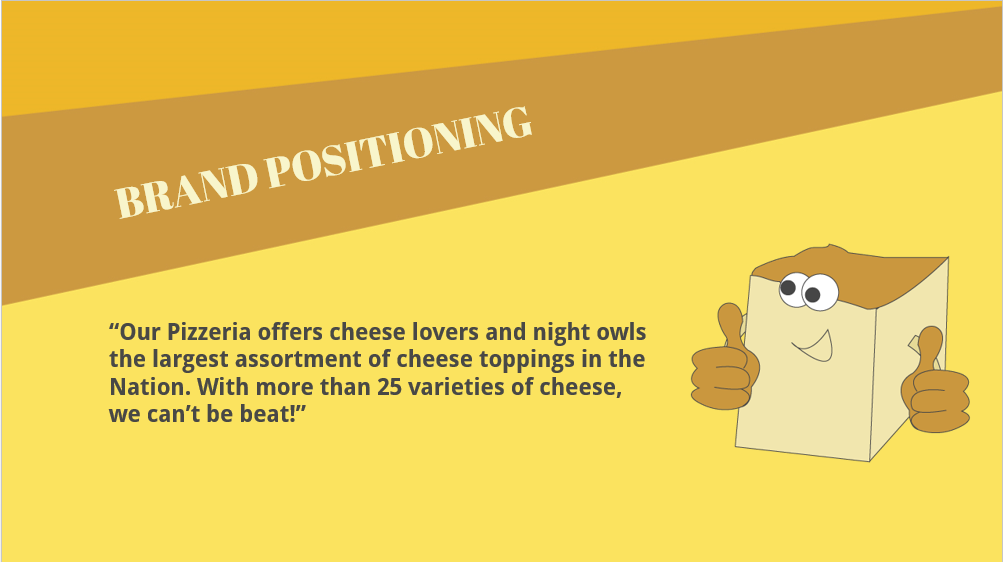 BRAND POSITIONING
“Our Pizzeria offers cheese lovers and night owls
the largest assortment of cheese toppings in the
Nation. With more than 25 varieties of cheese,
we can’t be beat!”